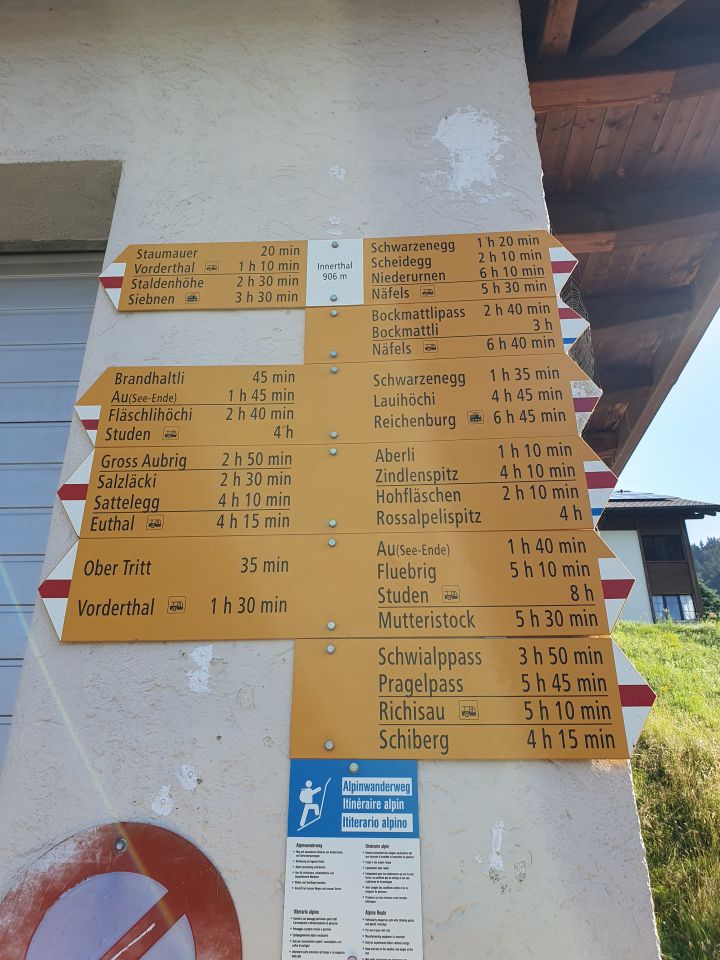 Staumauer 20 min
Vorderthal 1 h 10 min
Staldenhöhe 2 h 30 min
Siebnen 3 h 30 min
Innerthal
906 m
Schwarzenegg 1 h 20 min
Scheidegg 2 h 10 min
Niederurnen 6 h 10 min
Näfels 5 h 30 min
Bockmattlipass 2 h 40 min
Bockmattli 3 h
Näfels 6 h 40 min
Brandhaltli 45 min
Au(See-Ende) 1 h 45 min
Fläschlihöchi 2 h 40 min
Studen 4 h
Schwarzenegg 1 h 35 min
Lauihöchi 4 h 45 min
Reichenburg 6 h 45 min
Gross Aubrig 2 h 50 min
Salzläcki 2 h 30 min
Sattelegg 4 h 10 min
Euthal 4 h 15 min
Aberli 1 h 10 min
Zindlenspitz 4 h 10 min
Hohfläschen 2 h 10 min
Rossalpelispitz 4 h
Ober Tritt 35 min
Vorderthal 1 h 30 min
Au(See-Ende) 1 h 40 min
Fluebrig 5 h 10 min
Studen 8 h
Mutteristock 5 h 30 min
Schwialppass 3 h 50 min
Pragelpass 5 h 45 min
Richisau 5 h 10 min
Schiberg 4 h 15 min
Alpinwanderweg
Itinéraire alpin
Ititerario alpino
Alpinwanderweg
Itinéraire alpin
Itinerario alpino
Alpine Route